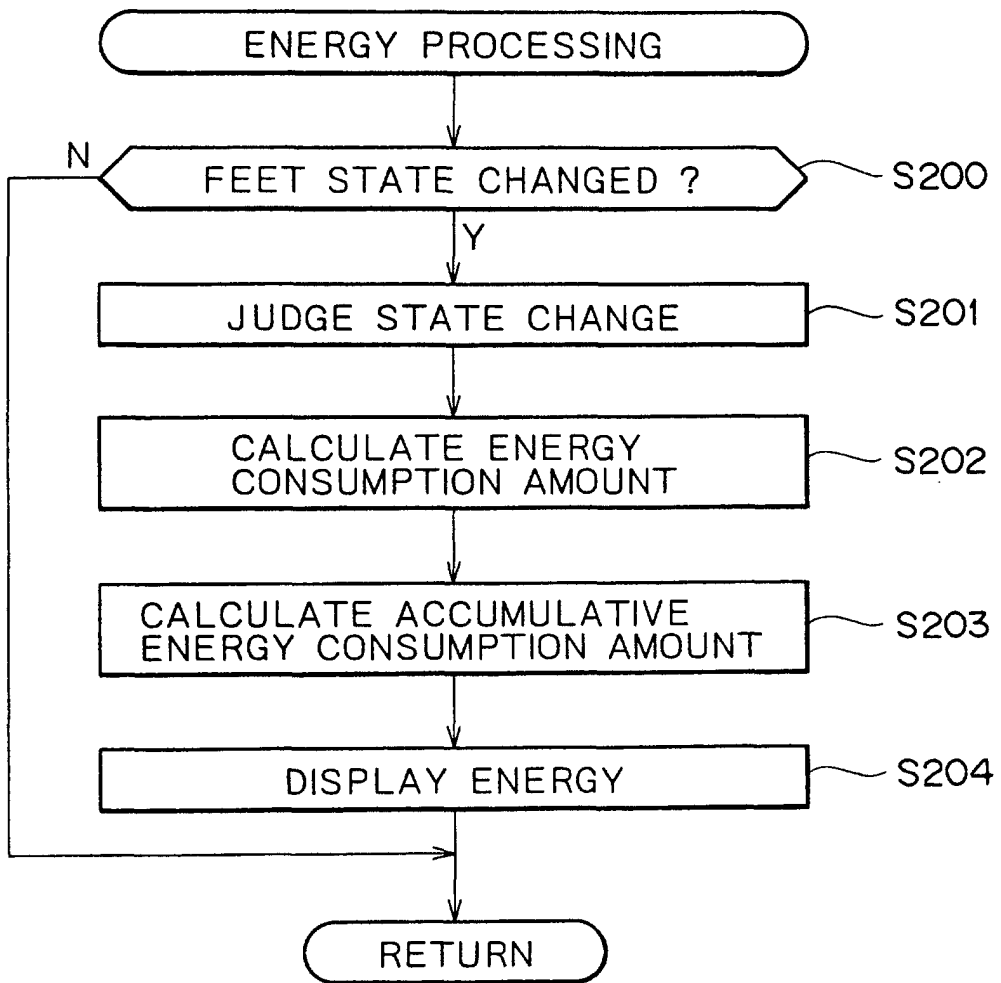 ENERGY PROCESSING
N
FEET STATE CHANGED ?
S200
Y
JUDGE STATE CHANGE
S201
CALCULATE ENERGY
CONSUMPTION AMOUNT
S202
CALCULATE ACCUMULATIVE
ENERGY CONSUMPTION AMOUNT
S203
DISPLAY ENERGY
S204
RETURN